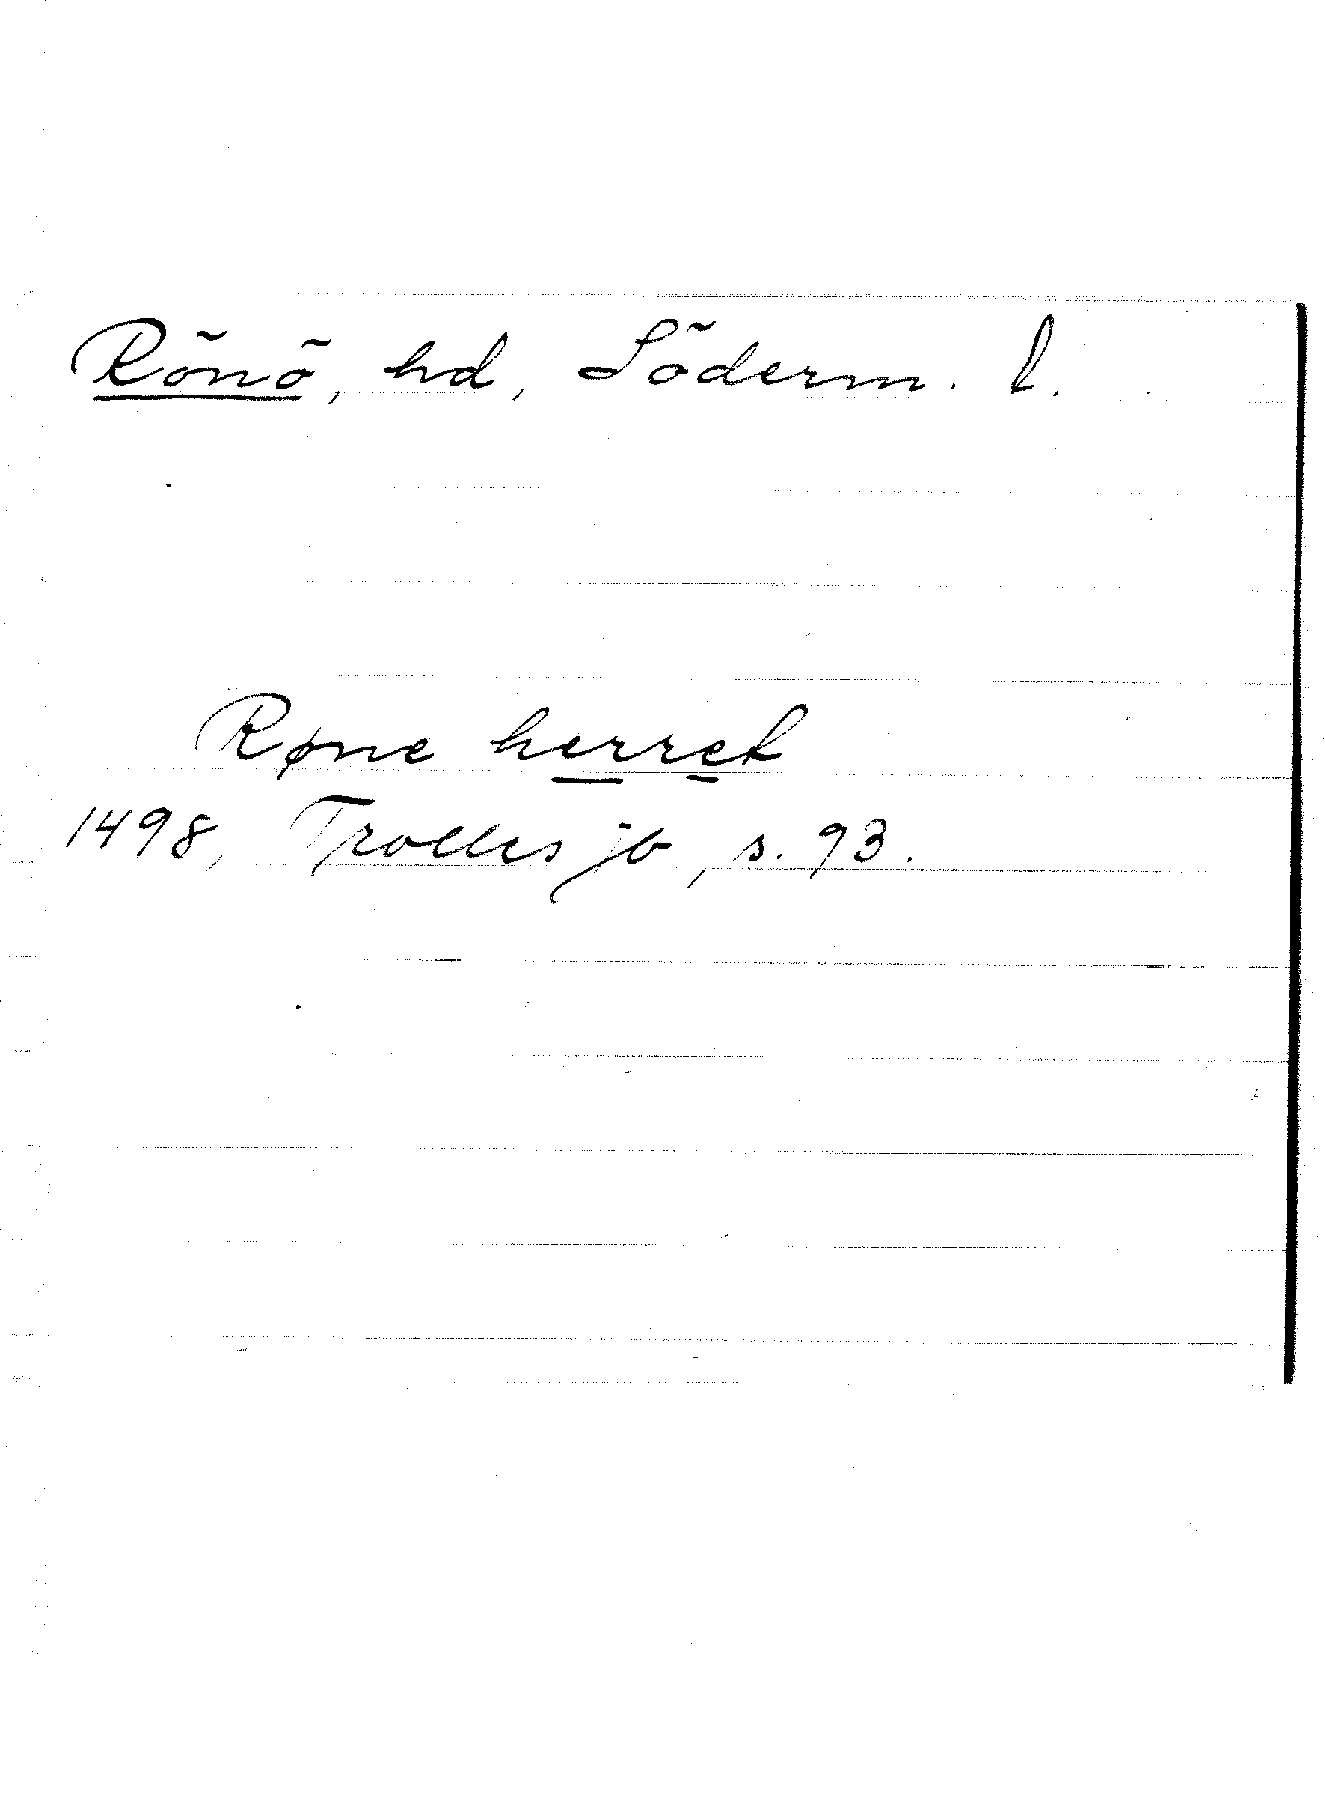 Rönö, hd, Söderm. l.
Røne herret
1498, Trolles jb, s. 93.